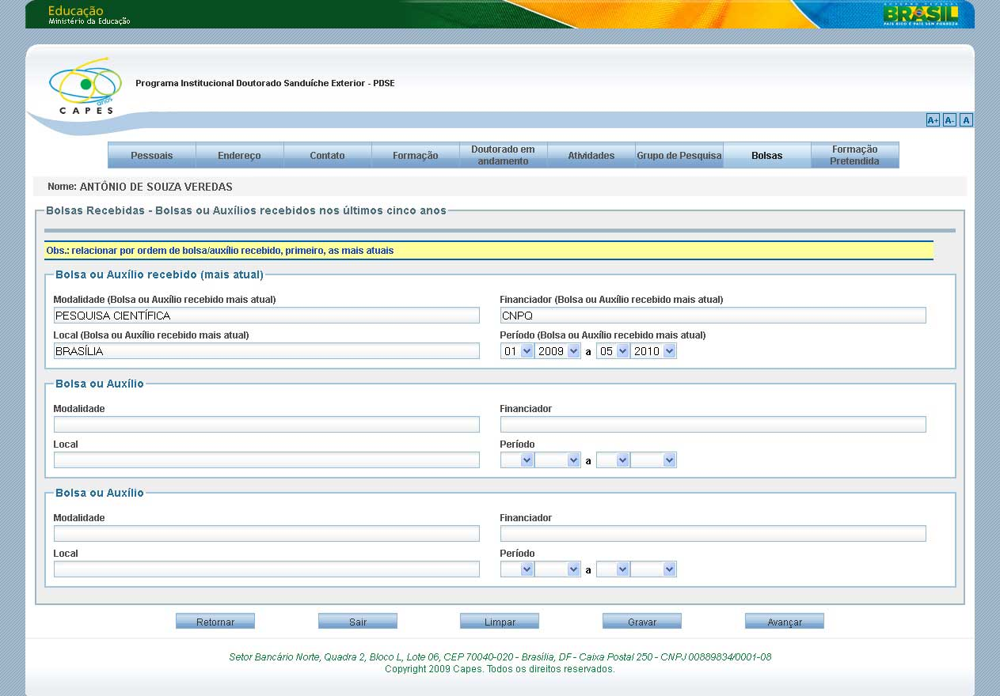 Educação
Ministério da Educação
GOVERNO FEDERAL
BRASIL
PAÍS RICO É PAÍS SEM POBREZA
anos
CAPES
Programa Institucional Doutorado Sanduíche Exterior - PDSE
A+ A- A
Pessoais Endereço Contato Formação Doutorado em andamento Atividades Grupo de Pesquisa Bolsas Formação Pretendida
Nome: ANTÔNIO DE SOUZA VEREDAS
Bolsas Recebidas - Bolsas ou Auxílios recebidos nos últimos cinco anos
Obs.: relacionar por ordem de bolsa/auxílio recebido, primeiro, as mais atuais
Bolsa ou Auxílio recebido (mais atual)
Modalidade (Bolsa ou Auxílio recebido mais atual) Financiador (Bolsa ou Auxílio recebido mais atual)
PESQUISA CIENTÍFICA CNPQ
Local (Bolsa ou Auxílio recebido mais atual) Período (Bolsa ou Auxílio recebido mais atual)
BRASÍLIA 01 2009 a 05 2010
Bolsa ou Auxílio
Modalidade Financiador
Local Período
a
Bolsa ou Auxílio
Modalidade Financiador
Local Período
a
Retornar Sair Limpar Gravar Avançar
Setor Bancário Norte, Quadra 2, Bloco L, Lote 06, CEP 70040-020 - Brasília, DF - Caixa Postal 250 - CNPJ 00889834/0001-08
Copyright 2009 Capes. Todos os direitos reservados.